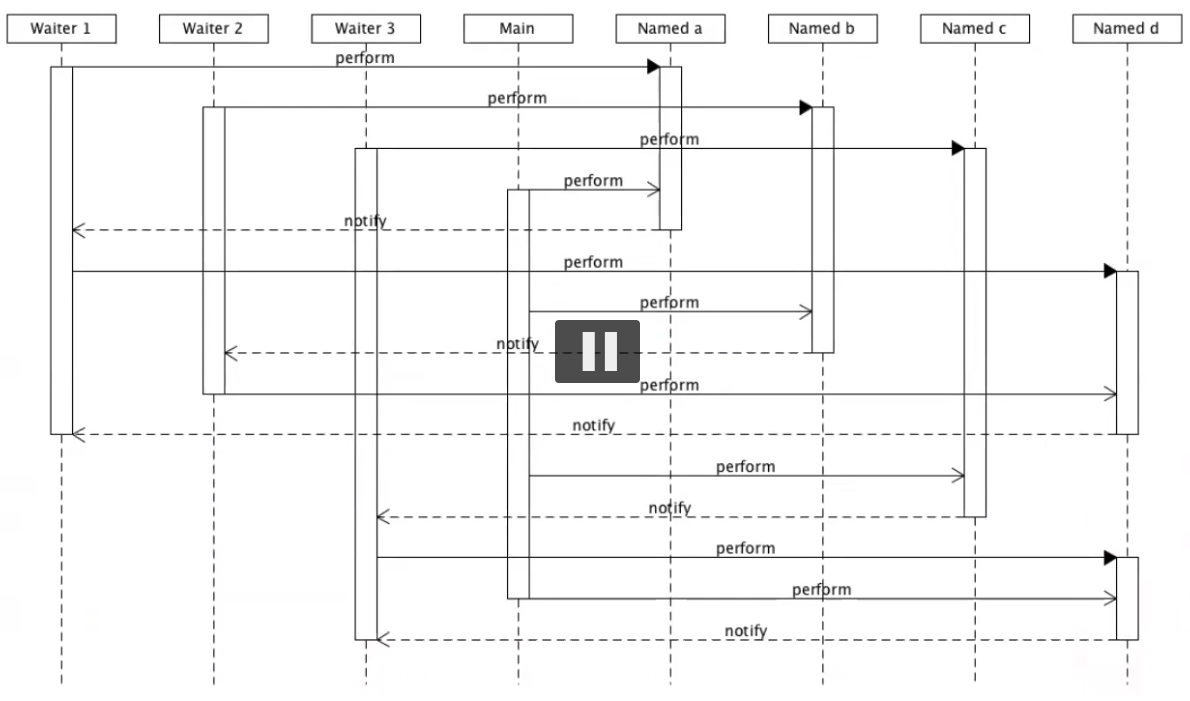 Waiter 1
Waiter 2
Waiter 3
Main
Named a
Named b
Named c
Named d
perform
perform
perform
perform
notify
perform
perform
notify
perform
notify
perform
notify
perform
perform
notify